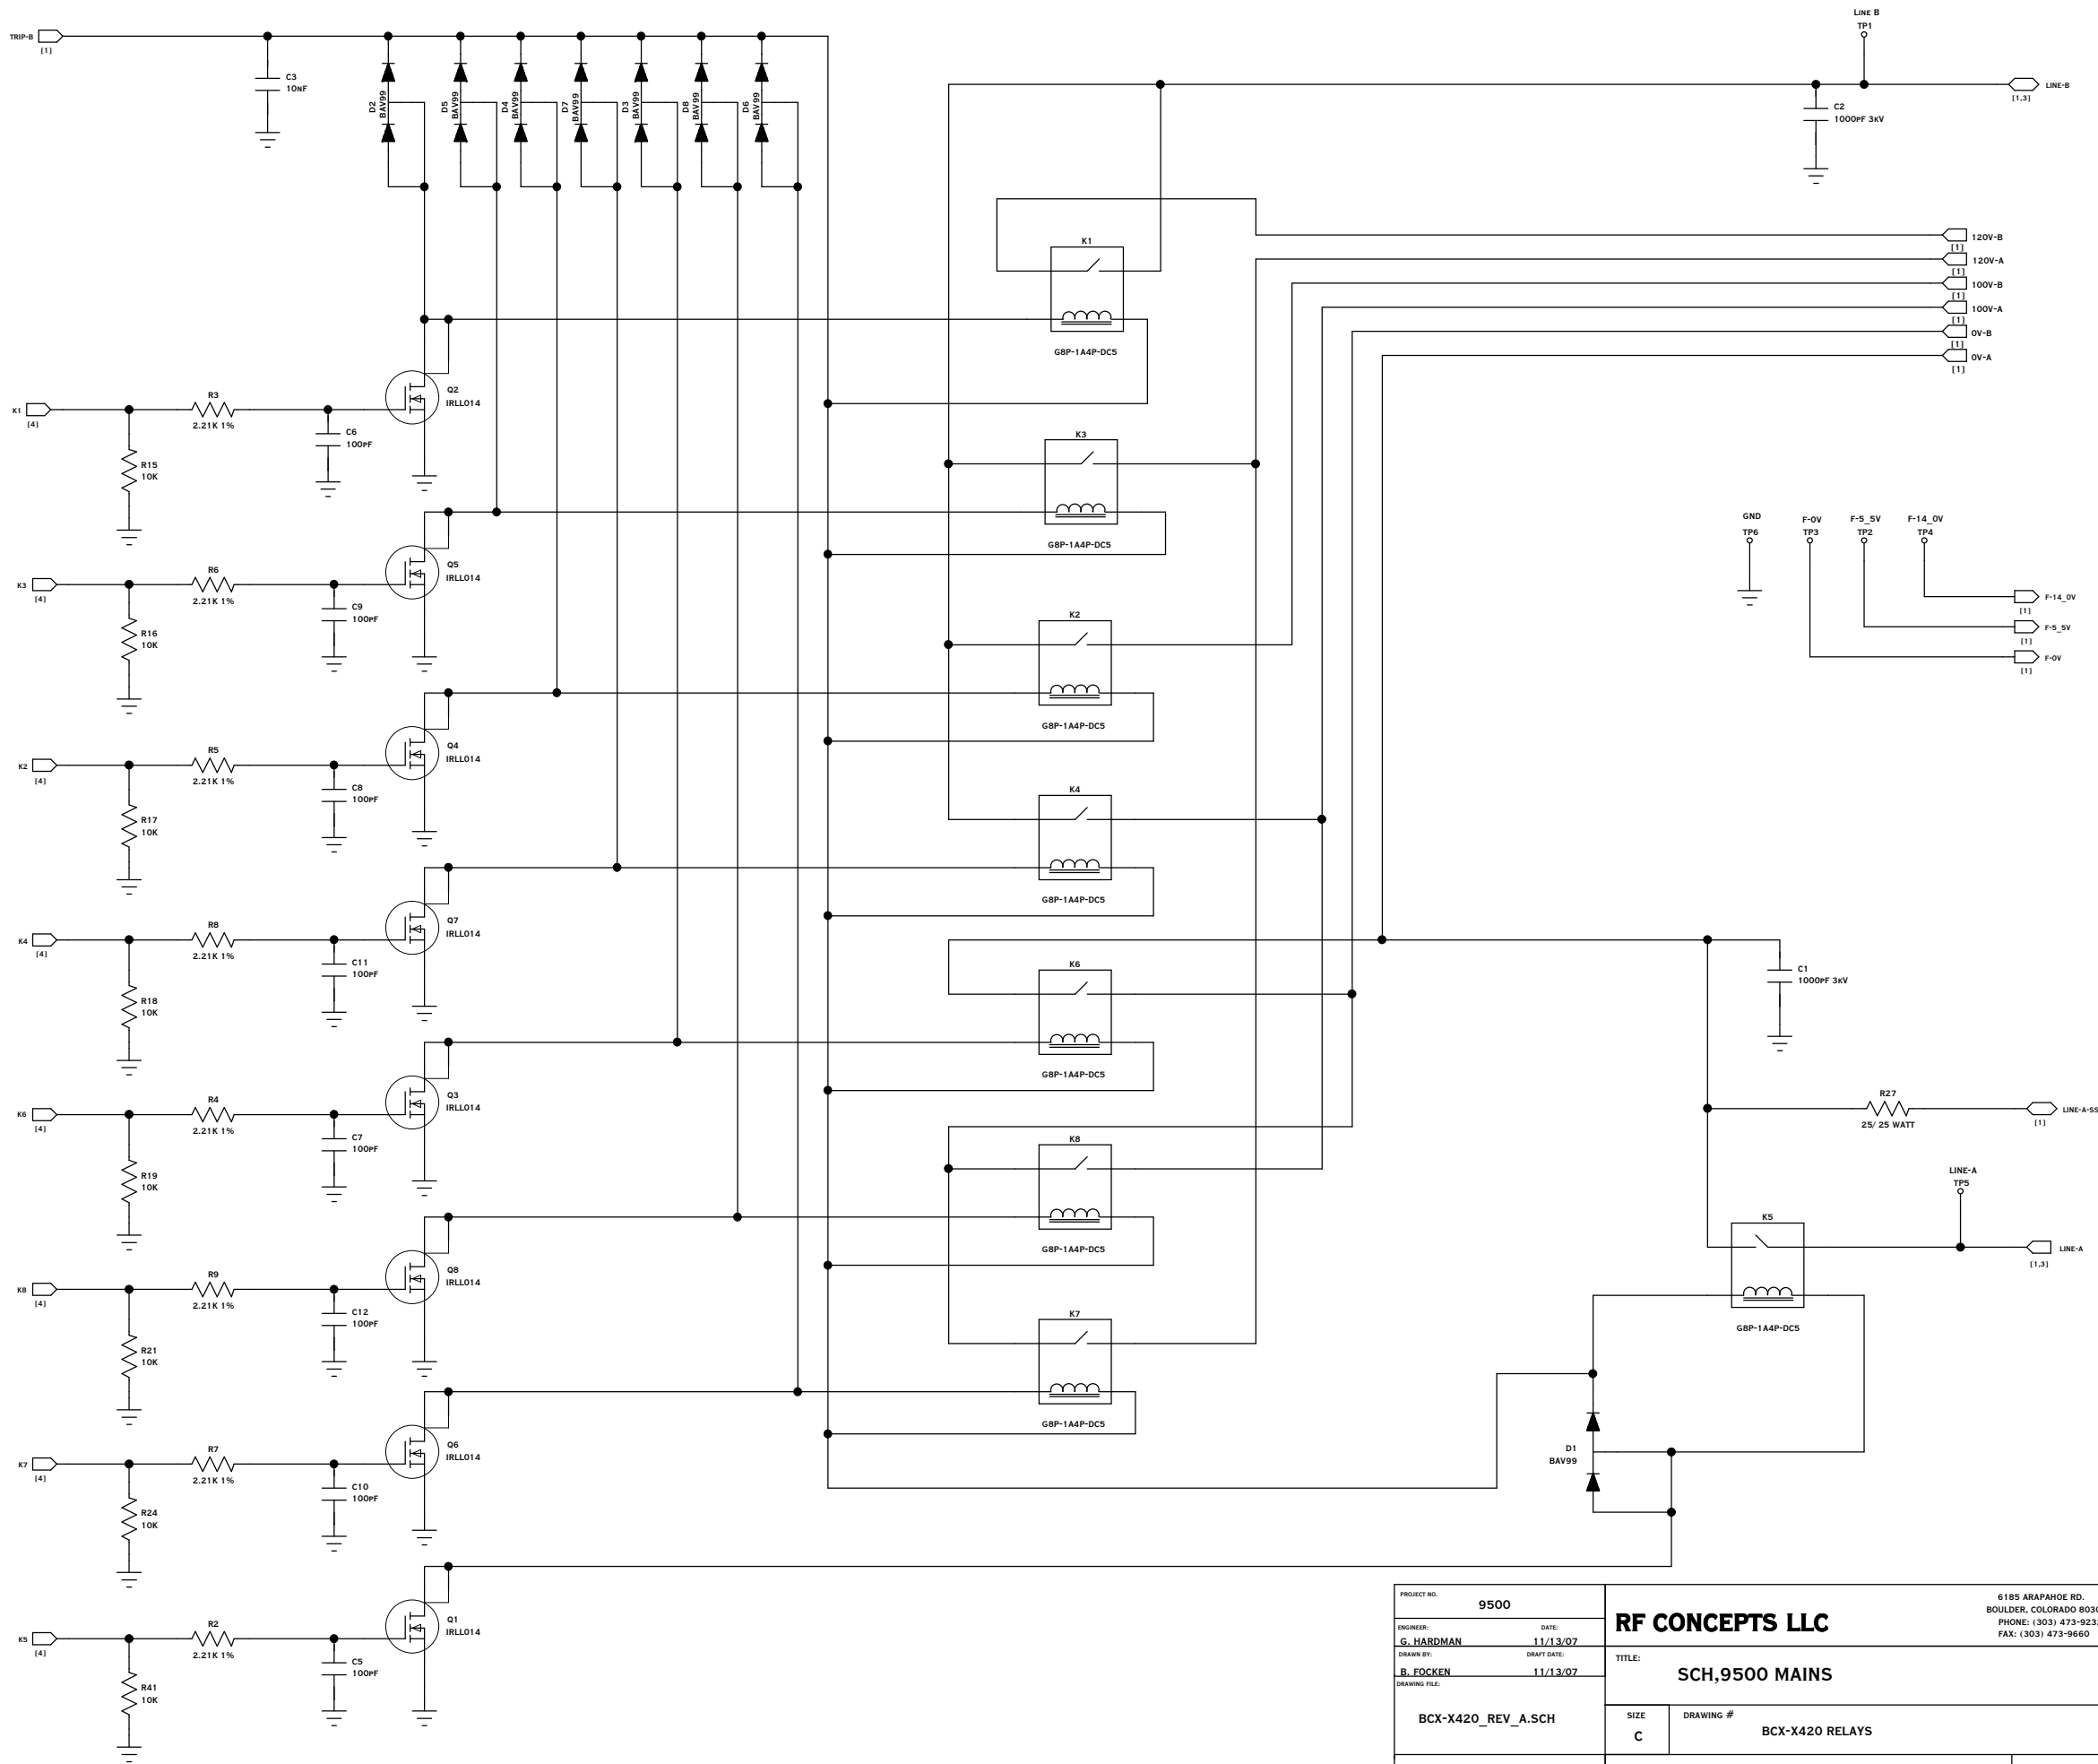 TRIP-B
[1]
C3
10NF
D2
BAV99
D5
BAV99
D4
BAV99
D7
BAV99
D3
BAV99
D8
BAV99
D6
BAV99
LINE B
TP1
LINE-B
[1,3]
C2
1000PF 3KV
120V-B
[1]
120V-A
[1]
100V-B
[1]
100V-A
[1]
0V-B
[1]
0V-A
[1]
K1
G8P-1A4P-DC5
K1
[4]
R3
2.21K 1%
R15
10K
C6
100PF
Q2
IRLL014
K3
G8P-1A4P-DC5
K3
[4]
R6
2.21K 1%
R16
10K
C9
100PF
Q5
IRLL014
GND
TP6
F-0V
TP3
F-5_5V
TP2
F-14_0V
TP4
F-14_0V
[1]
F-5_5V
[1]
F-0V
[1]
K2
G8P-1A4P-DC5
K2
[4]
R5
2.21K 1%
R17
10K
C8
100PF
Q4
IRLL014
K4
G8P-1A4P-DC5
K4
[4]
R8
2.21K 1%
R18
10K
C11
100PF
Q7
IRLL014
K6
G8P-1A4P-DC5
C1
1000PF 3KV
K6
[4]
R4
2.21K 1%
R19
10K
C7
100PF
Q3
IRLL014
R27
25/ 25 WATT
LINE-A-SS
[1]
K8
G8P-1A4P-DC5
LINE-A
TP5
K5
LINE-A
[1,3]
G8P-1A4P-DC5
K8
[4]
R9
2.21K 1%
R21
10K
C12
100PF
Q8
IRLL014
K7
G8P-1A4P-DC5
D1
BAV99
K7
[4]
R7
2.21K 1%
R24
10K
C10
100PF
Q6
IRLL014
K5
[4]
R2
2.21K 1%
R41
10K
C5
100PF
Q1
IRLL014
PROJECT NO.
9500
ENGINEER: DATE:
G. HARDMAN 11/13/07
DRAWN BY: DRAFT DATE:
B. FOCKEN 11/13/07
DRAWING FILE:
BCX-X420_REV_A.SCH
RF CONCEPTS LLC
6185 ARAPAHOE RD.
BOULDER, COLORADO
PHONE: (303)
FAX: (303) 473-9660
TITLE:
SCH,9500 MAINS
SIZE
C
DRAWING #
BCX-X420 RELAYS